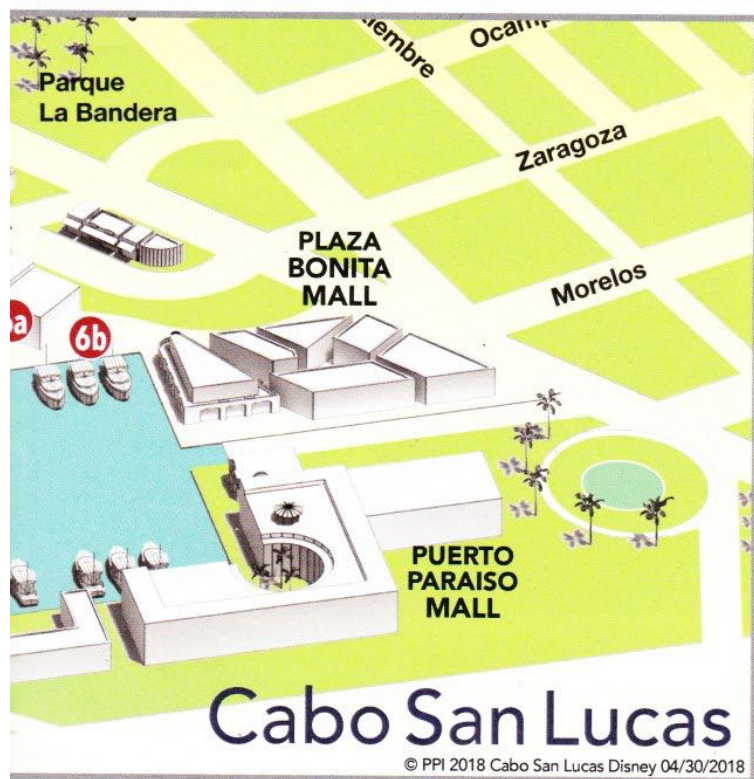 Parque
La Bandera
Zaragoza
PLAZA
BONITA
MALL
Morelos
6b
PUERTO
PARAISO
MALL
Cabo San Lucas
© PPI 2018 Cabo San Lucas Disney 04/30/2018